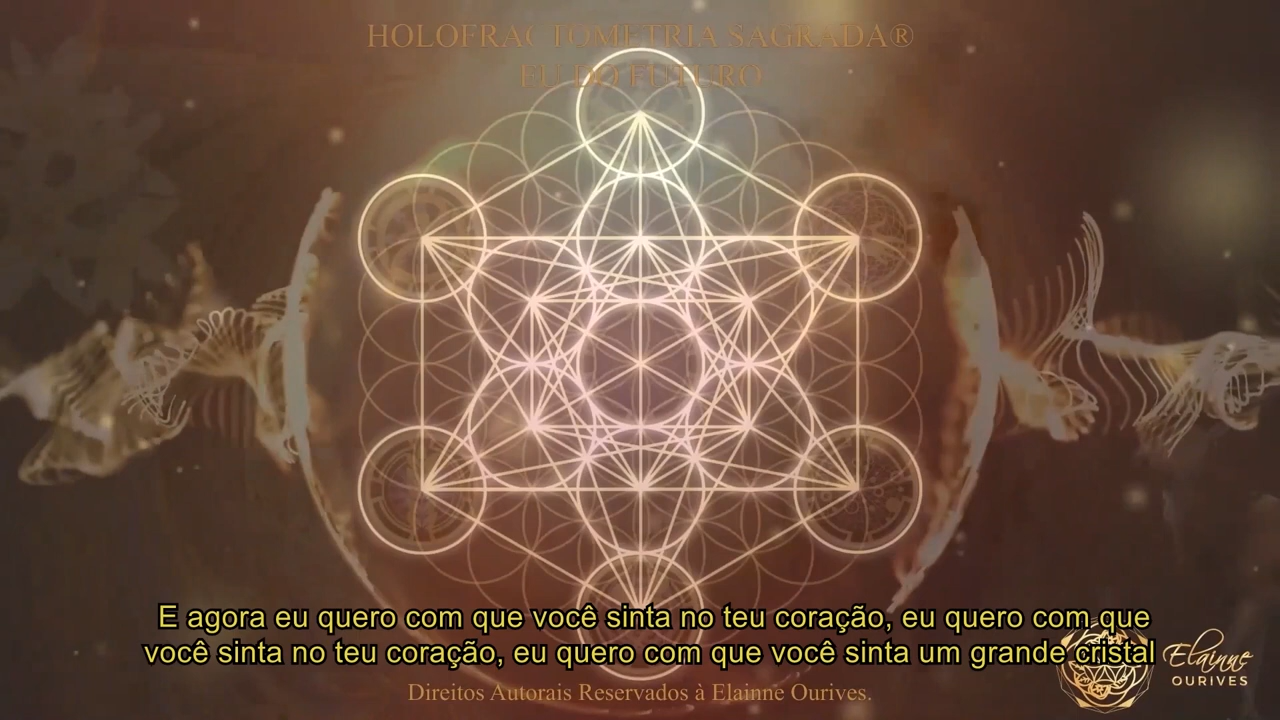 HOLOFRACTOMETRIA SAGRADA®
EU DO FUTURO
E agora eu quero com que você sinta no teu coração, eu quero com que
você sinta no teu coração, eu quero com que você sinta um grande cristal
Elainne
OURIVES
Direitos Autorais Reservados à Elainne Ourives.